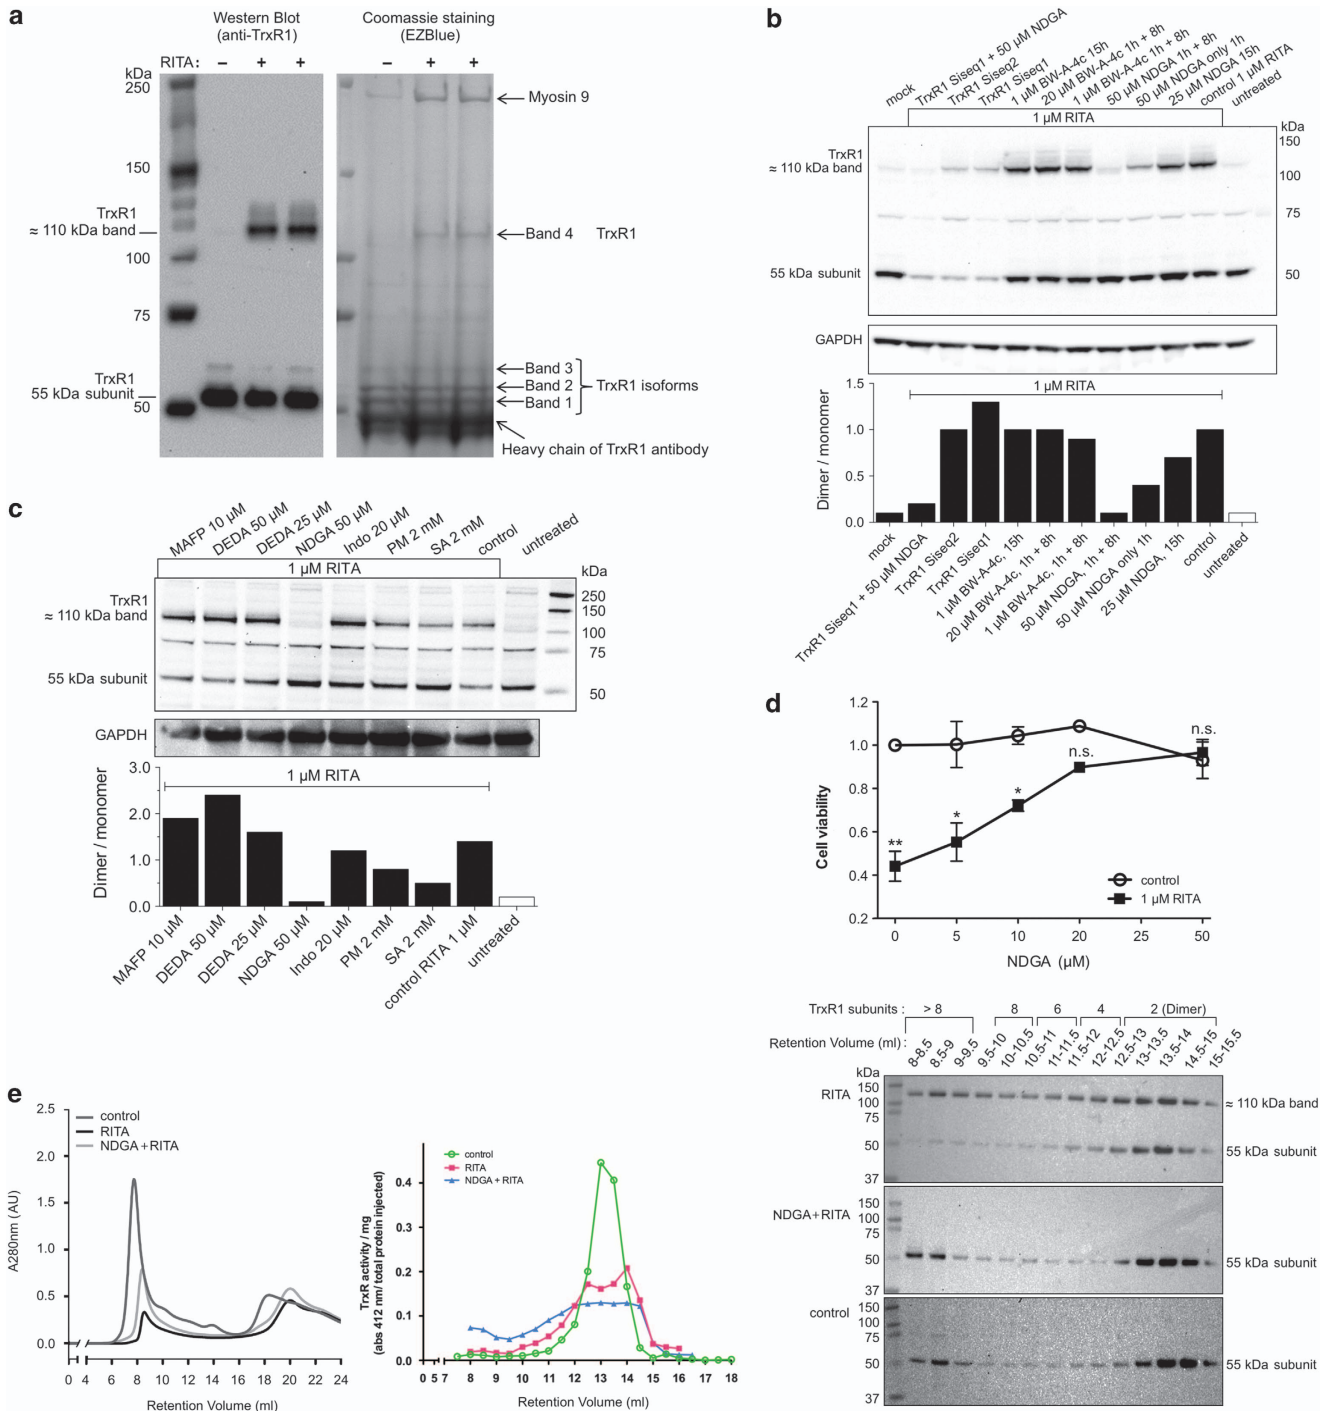 a
Western Blot
(anti-TrxR1)
Coomassie staining
(EZBlue)
RITA: – + + – + +
kDa
250
150
100
75
50
TrxR1
≈ 110 kDa band
TrxR1
55 kDa subunit
Myosin 9
Band 4 TrxR1
Band 3
Band 2
Band 1
TrxR1 isoforms
Heavy chain of TrxR1 antibody
b
mock
TrxR1 Siseq1 + 50 µM NDGA
TrxR1 Siseq2
TrxR1 Siseq1
1 µM BW-A-4c 15h
20 µM BW-A-4c 1h + 8h
1 µM BW-A-4c 1h + 8h
50 µM NDGA 1h + 8h
50 µM NDGA only 1h
25 µM NDGA 15h
control 1 µM RITA
untreated
1 µM RITA
kDa
150
100
75
50
TrxR1
≈ 110 kDa band
55 kDa subunit
GAPDH
1 µM RITA
Dimer / monomer
1.5
1.0
0.5
0.0
mock
TrxR1 Siseq1 + 50 µM NDGA
TrxR1 Siseq2
TrxR1 Siseq1
1 µM BW-A-4c, 15h
20 µM BW-A-4c, 1h + 8h
1 µM BW-A-4c, 1h + 8h
50 µM NDGA, 1h + 8h
50 µM NDGA only 1h
25 µM NDGA, 15h
control
untreated
c
MAFP 10 µM
DEDA 50 µM
DEDA 25 µM
NDGA 50 µM
Indo 20 µM
PM 2 mM
SA 2 mM
control
untreated
1 µM RITA
kDa
250
150
100
75
50
TrxR1
≈ 110 kDa band
55 kDa subunit
GAPDH
1 µM RITA
Dimer / monomer
3.0
2.0
1.0
0.0
MAFP 10 µM
DEDA 50 µM
DEDA 25 µM
NDGA 50 µM
Indo 20 µM
PM 2 mM
SA 2 mM
control RITA 1 µM
untreated
d
Cell viability
1.2
1.0
0.8
0.6
0.4
0.2
**
*
*
n.s.
n.s.
control
1 µM RITA
0 5 10 20 25 50
NDGA (µM)
e
A280nm (AU)
2.5
2.0
1.5
1.0
0.5
0.0
control
RITA
NDGA+RITA
0 4 6 8 10 12 14 16 18 20 22 24
Retention Volume (ml)
TrxR activity / mg
(abs 412 nm/ total protein injected)
0.4
0.3
0.2
0.1
0.0
control
RITA
NDGA + RITA
0 5 7 8 9 10 11 12 13 14 15 16 17 18
Retention Volume (ml)
TrxR1 subunits : > 8 8 6 4 2 (Dimer)
Retention Volume (ml) :
8-8.5
8.5-9
9-9.5
9.5-10
10-10.5
10.5-11
11-11.5
11.5-12
12-12.5
12.5-13
13-13.5
13.5-14
14.5-15
15-15.5
kDa
RITA
150
100
75
50
37
≈ 110 kDa band
55 kDa subunit
NDGA+RITA
150
100
75
50
37
55 kDa subunit
control
150
100
75
50
37
55 kDa subunit